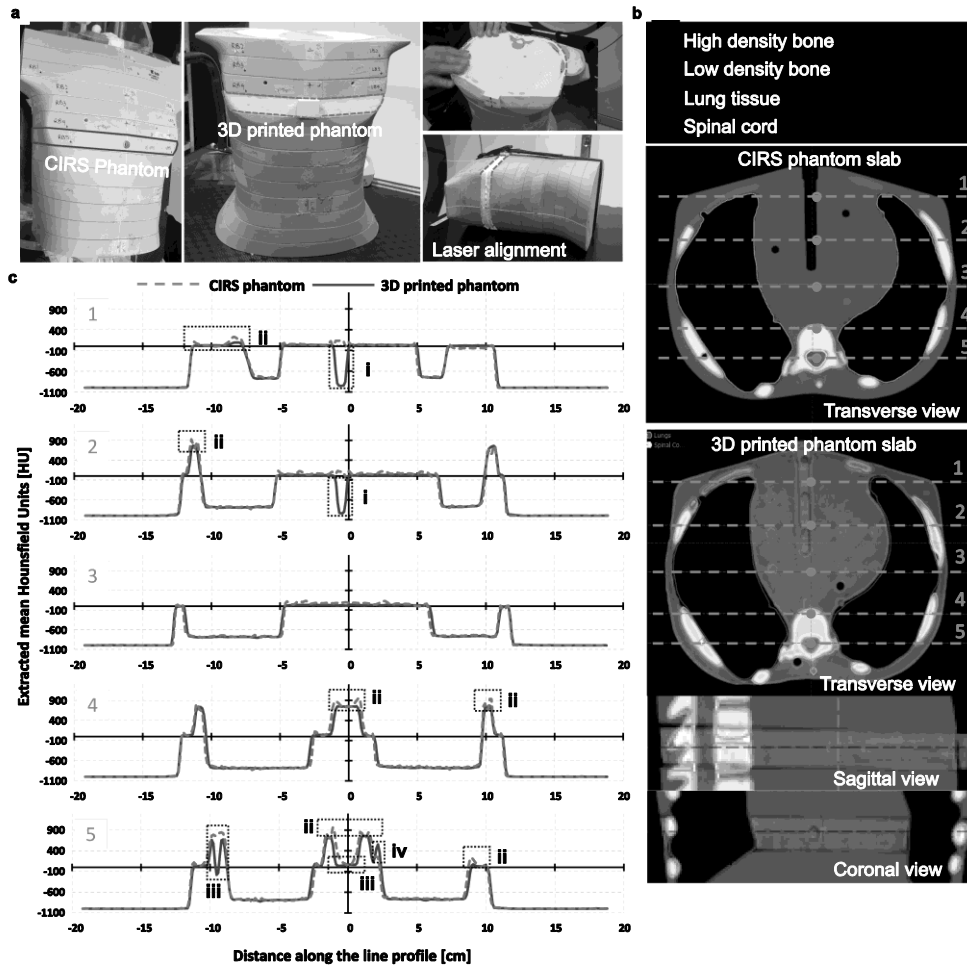 a
CIRS Phantom
3D printed phantom
Laser alignment
b
High density bone
Low density bone
Lung tissue
Spinal cord
CIRS phantom slab
1
2
3
4
5
Transverse view
Lungs
Spinal Co...
3D printed phantom slab
1
2
3
4
5
Transverse view
Sagittal view
Coronal view
c
CIRS phantom
3D printed phantom
Extracted mean Hounsfield Units [HU]
1
900
400
-100
-600
-1100
ii
i
-20 -15 -10 -5 0 5 10 15 20
2
900
400
-100
-600
-1100
ii
i
-20 -15 -10 -5 0 5 10 15 20
3
900
400
-100
-600
-1100
-20 -15 -10 -5 0 5 10 15 20
4
900
400
-100
-600
-1100
ii
ii
-20 -15 -10 -5 0 5 10 15 20
5
900
400
-100
-600
-1100
ii
iv
ii
iii
iii
-20 -15 -10 -5 0 5 10 15 20
Distance along the line profile [cm]